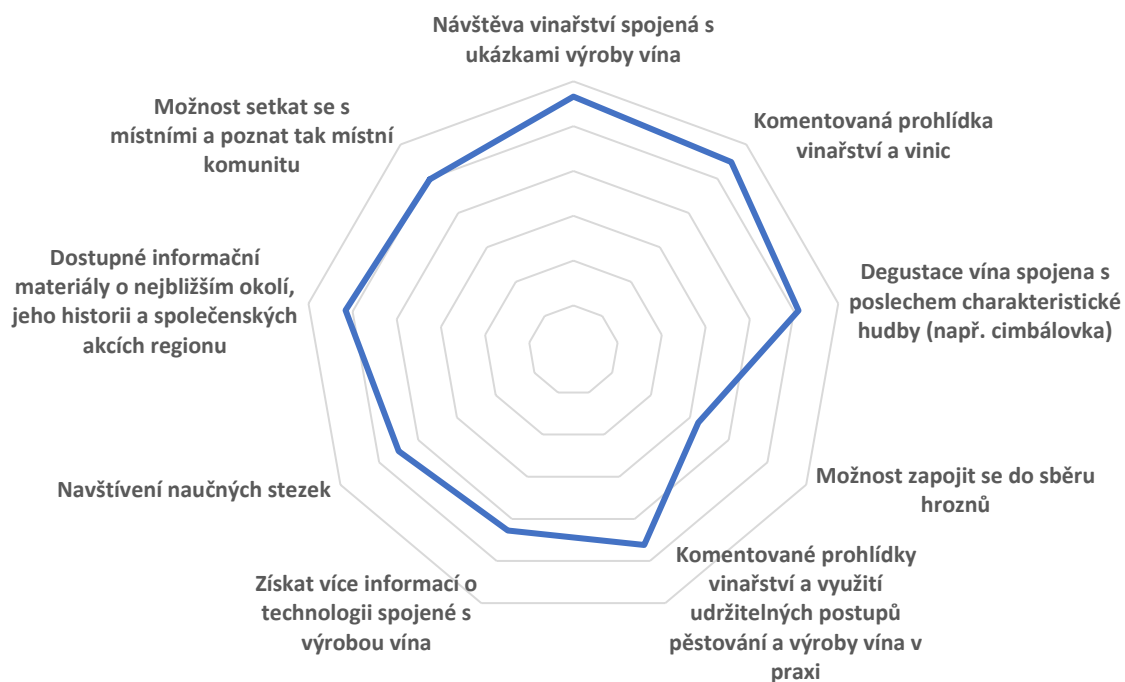 Návštěva vinařství spojená s
ukázkami výroby vína
Komentovaná prohlídka
vinařství a vinic
Degustace vína spojena s
poslechem charakteristické
hudby (např. cimbálovka)
Možnost zapojit se do sběru
hroznů
Komentované prohlídky
vinařství a využití
udržitelných postupů
pěstování a výroby vína v
praxi
Získat více informací o
technologii spojené s
výrobou vína
Navštívení naučných stezek
Dostupné informační
materiály o nejbližším okolí,
jeho historii a společenských
akcích regionu
Možnost setkat se s
místními a poznat tak místní
komunitu